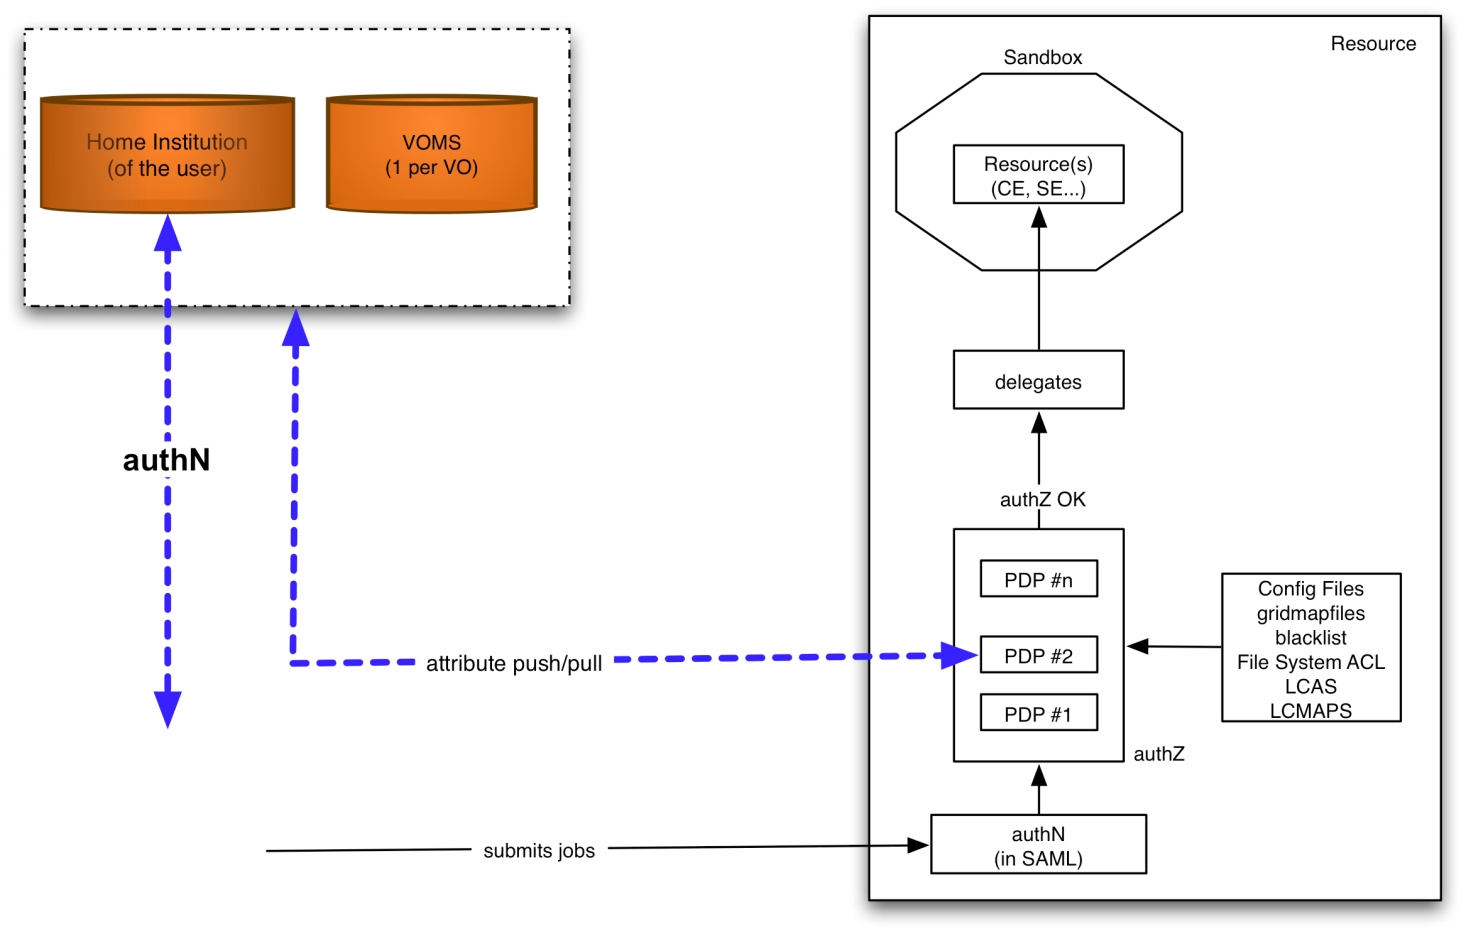 Resource
Sandbox
Home Institution
(of the user)
VOMS
(1 per VO)
Resource(s)
(CE, SE...)
delegates
authN
authZ OK
PDP #n
Config Files
gridmapfiles
blacklist
File System ACL
LCAS
LCMAPS
attribute push/pull
PDP #2
PDP #1
authZ
submits jobs
authN
(in SAML)